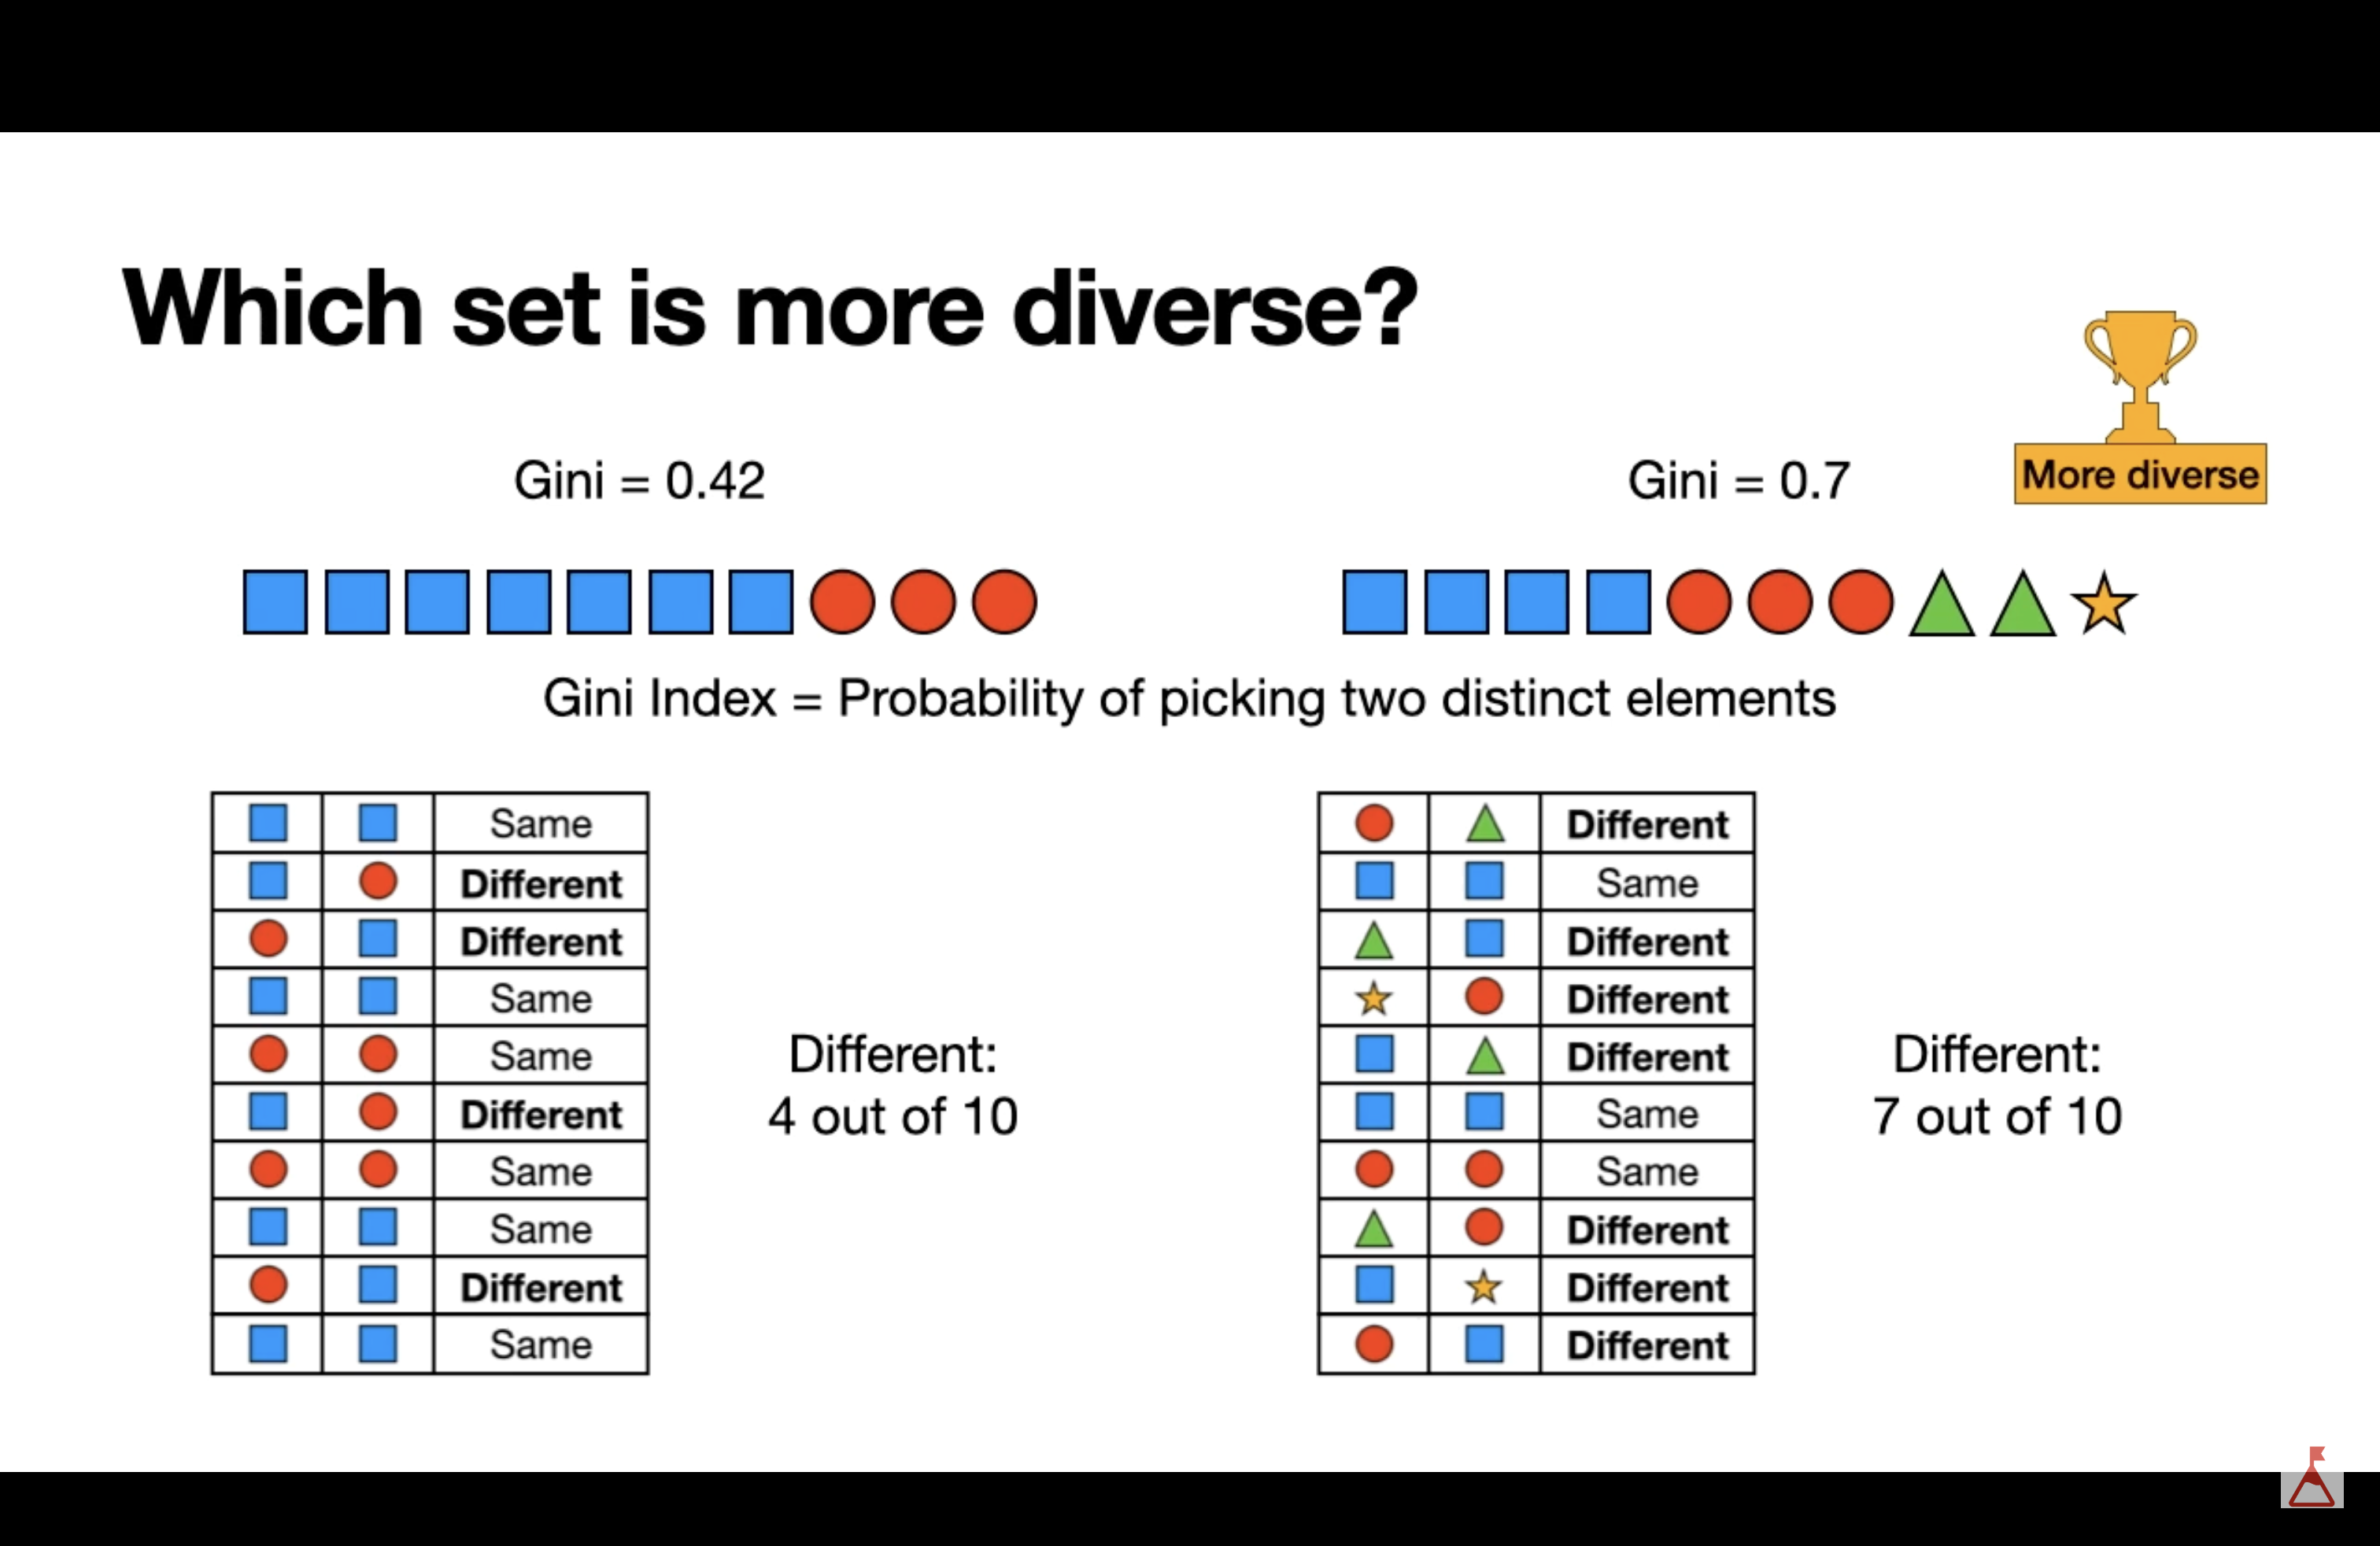 Which set is more diverse?
Gini = 0.42
Gini = 0.7
More diverse
Gini Index = Probability of picking two distinct elements
Same
Different
Different
Same
Same
Different
Same
Same
Different
Same
Different:
4 out of 10
Different
Same
Different
Different
Different
Same
Same
Different
Different
Different
Different:
7 out of 10